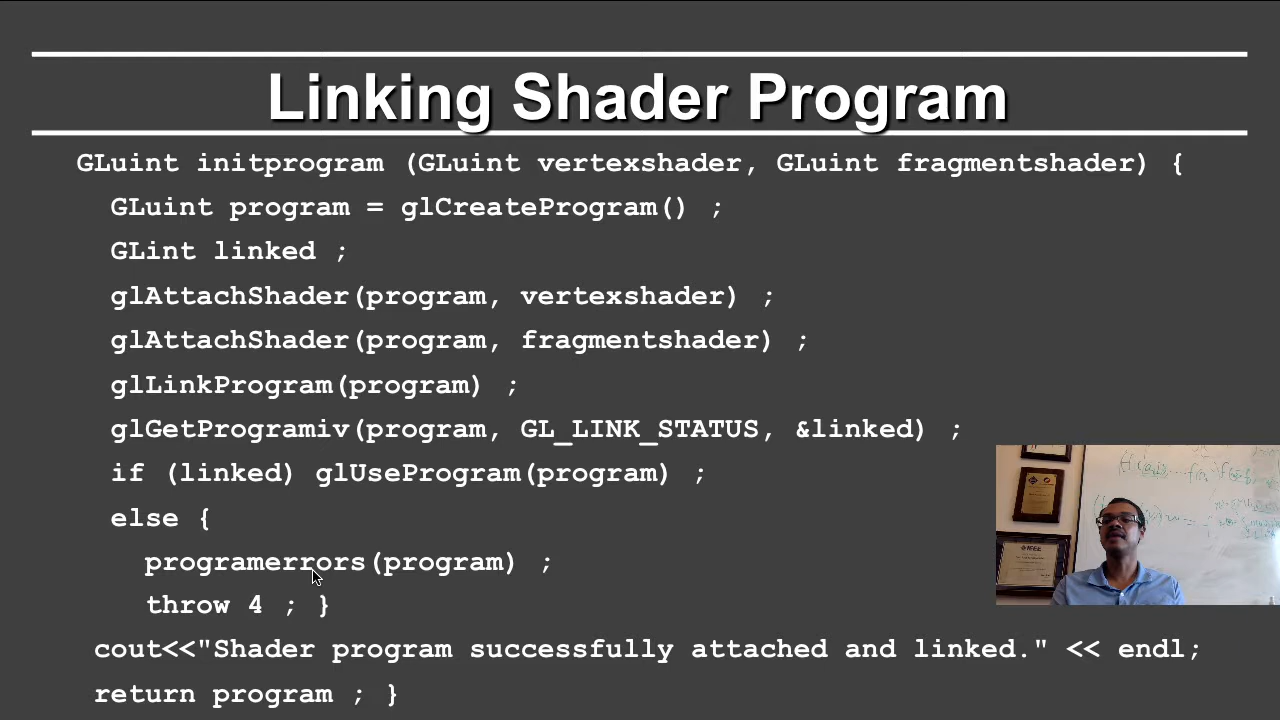 Linking Shader Program
GLuint initprogram (GLuint vertexshader, GLuint fragmentshader) {
GLuint program = glCreateProgram() ;
GLint linked ;
glAttachShader(program, vertexshader) ;
glAttachShader(program, fragmentshader) ;
glLinkProgram(program) ;
glGetProgramiv(program, GL_LINK_STATUS, &linked) ;
if (linked) glUseProgram(program) ;
else {
programerrors(program) ;
throw 4 ; }
cout<<"Shader program successfully attached and linked." << endl;
return program ; }
IEEE